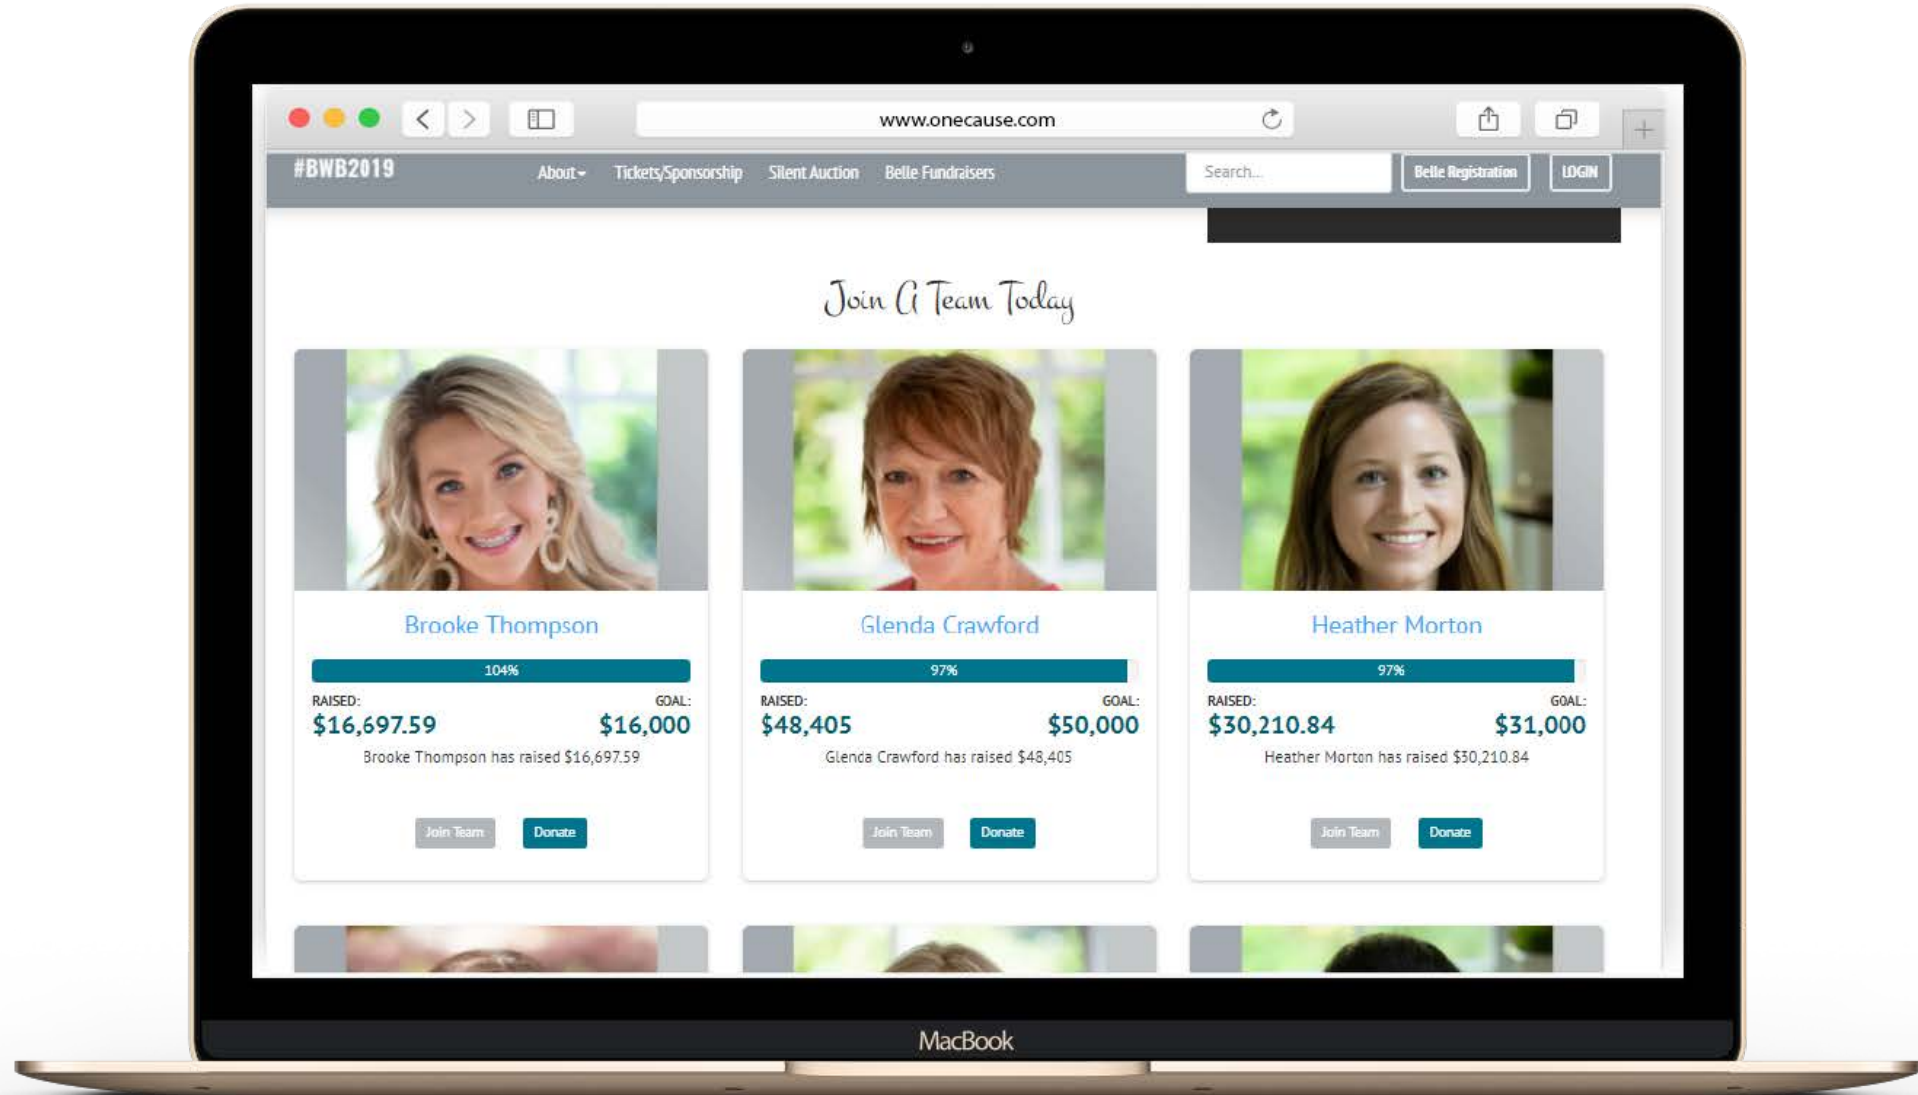 www.onecause.com
#BWB2019 About Tickets/Sponsorship Silent Auction Belle Fundraisers Search... Belle Registration LOGIN
Join A Team Today
Brooke Thompson
104%
RAISED: GOAL:
$16,697.59 $16,000
Brooke Thompson has raised $16,697.59
Join Team Donate
Glenda Crawford
97%
RAISED: GOAL:
$48,405 $50,000
Glenda Crawford has raised $48,405
Join Team Donate
Heather Morton
97%
RAISED: GOAL:
$30,210.84 $31,000
Heather Morton has raised $30,210.84
Join Team Donate
MacBook